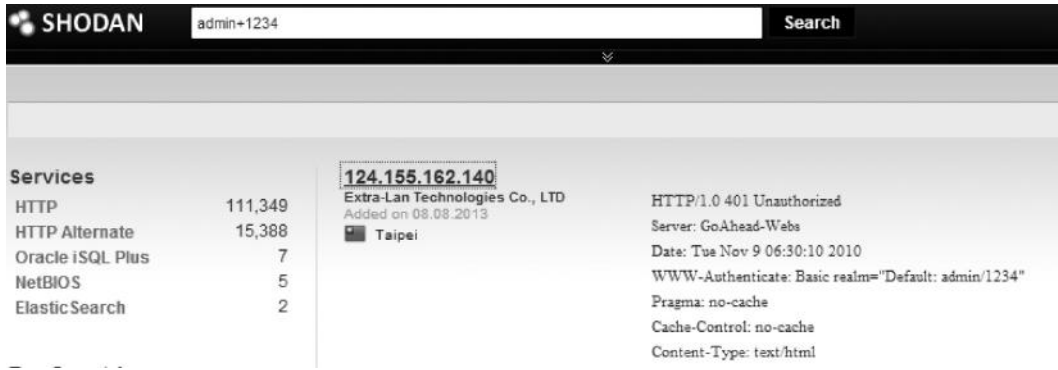 SHODAN
admin+1234
Search
Services
HTTP 111,349
HTTP Alternate 15,388
Oracle iSQL Plus 7
NetBIOS 5
ElasticSearch 2
124.155.162.140
Extra-Lan Technologies Co., LTD
Added on 08.08.2013
Taipei
HTTP/1.0 401 Unauthorized
Server: GoAhead-Webs
Date: Tue Nov 9 06:30:10 2010
WWW-Authenticate: Basic realm="Default: admin/1234"
Pragma: no-cache
Cache-Control: no-cache
Content-Type: text/html